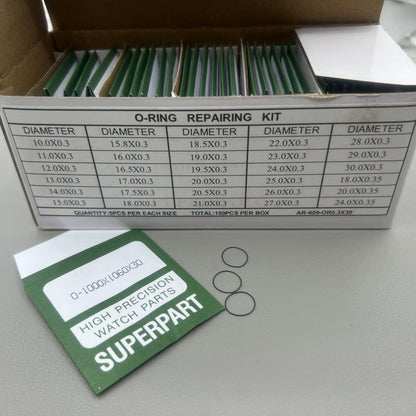 O-RING REPAIRING KIT
DIAMETER DIAMETER DIAMETER DIAMETER DIAMETER
10.0X0.3 15.8X0.3 18.5X0.3 22.0X0.3 28.0X0.3
11.0X0.3 16.0X0.3 19.0X0.3 23.0X0.3 29.0X0.3
12.0X0.3 16.5X0.3 19.5X0.3 24.0X0.3 30.0X0.3
13.0X0.3 17.0X0.3 20.0X0.3 25.0X0.3 18.0X0.35
14.0X0.3 17.5X0.3 20.5X0.3 26.0X0.3 20.0X0.35
15.0X0.3 18.0X0.3 21.0X0.3 27.0X0.3 24.0X0.35
QUANTITY:5PCS PER EACH SIZE TOTAL:150PCS PER BOX AR-609-OR0.3X30
O-1000X1060X30
HIGH PRECISION
WATCH PARTS
SUPERPART